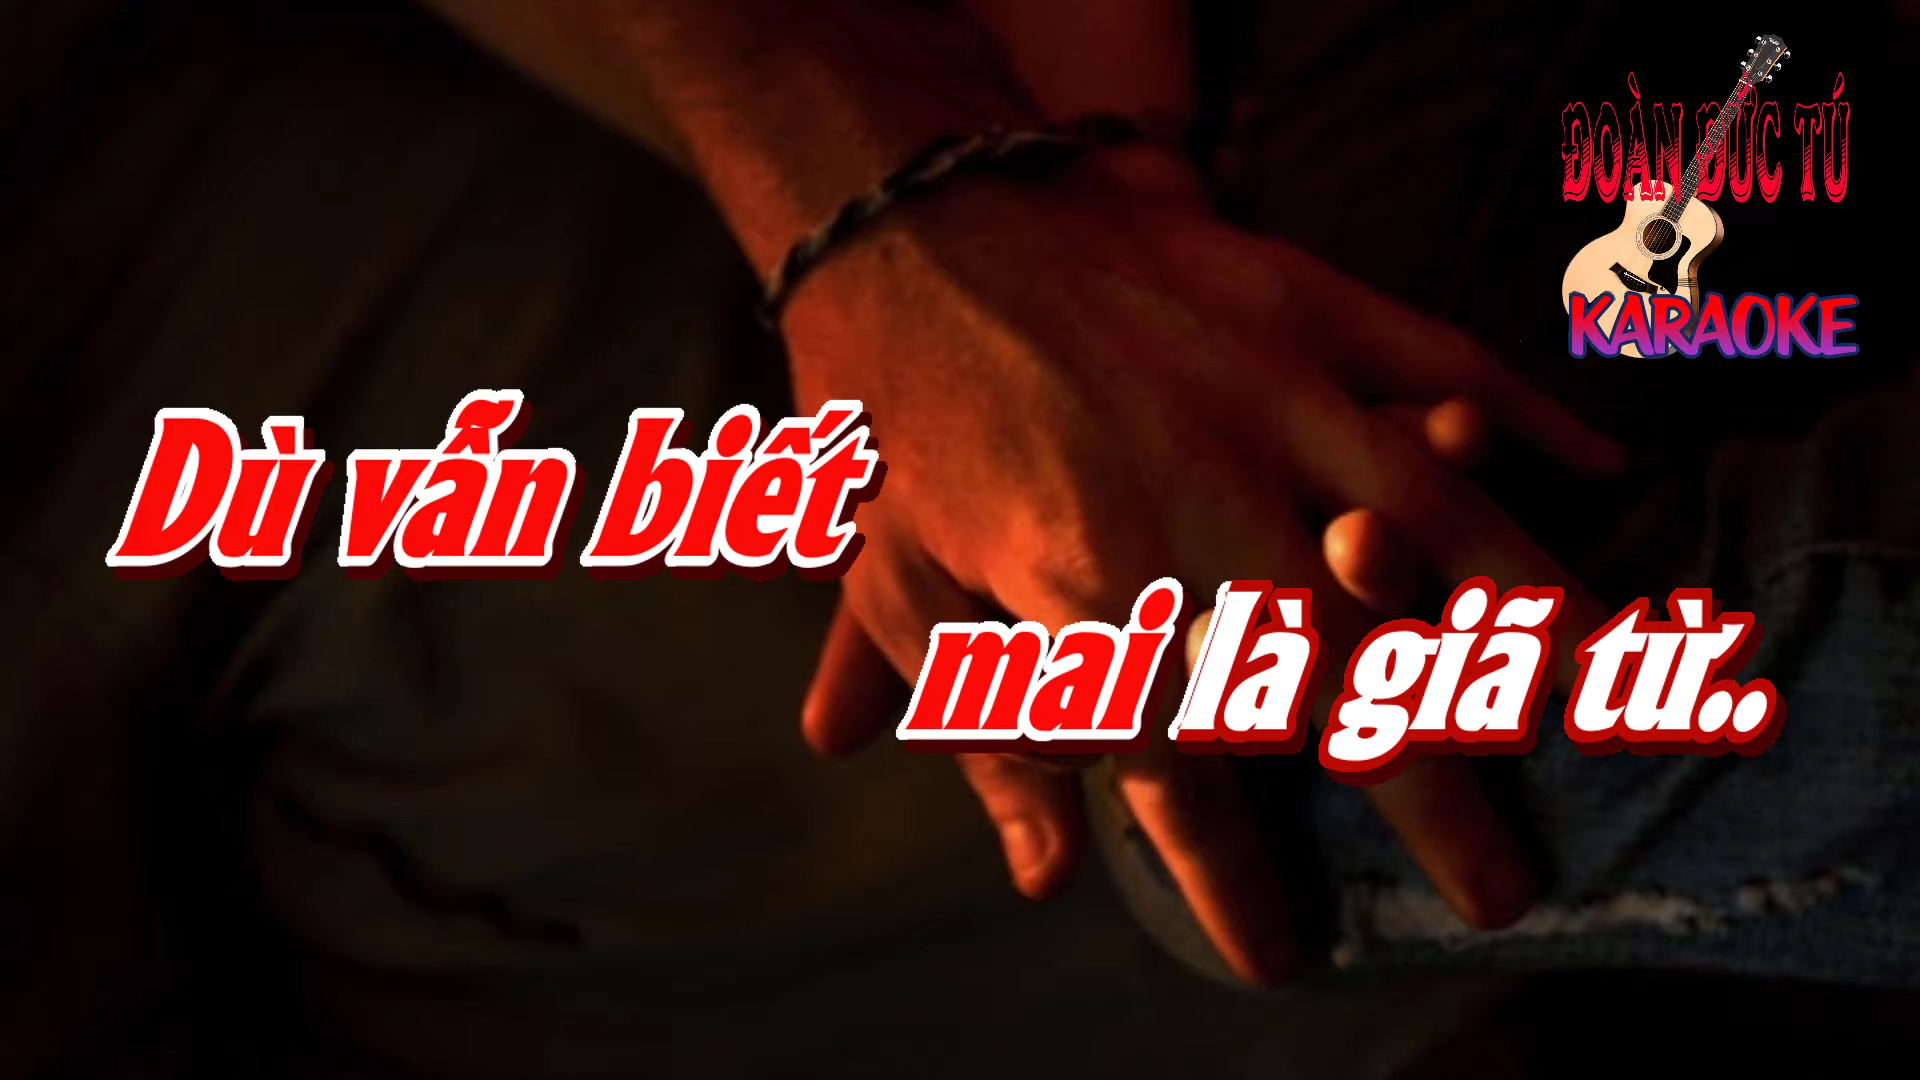 ĐOÀN ĐỨC TÚ
KARAOKE
Dù vẫn biết
mai là giã từ..